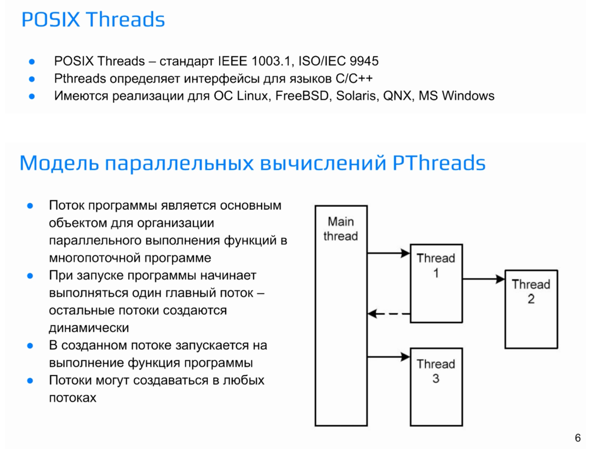 POSIX Threads
● POSIX Threads – стандарт IEEE 1003.1, ISO/IEC 9945
● Pthreads определяет интерфейсы для языков C/C++
● Имеются реализации для ОС Linux, FreeBSD, Solaris, QNX, MS Windows
Модель параллельных вычислений PThreads
● Поток программы является основным
объектом для организации
параллельного выполнения функций в
многопоточной программе
● При запуске программы начинает
выполняться один главный поток –
остальные потоки создаются
динамически
● В созданном потоке запускается на
выполнение функция программы
● Потоки могут создаваться в любых
потоках
Main
thread
Thread
1
Thread
2
Thread
3
6